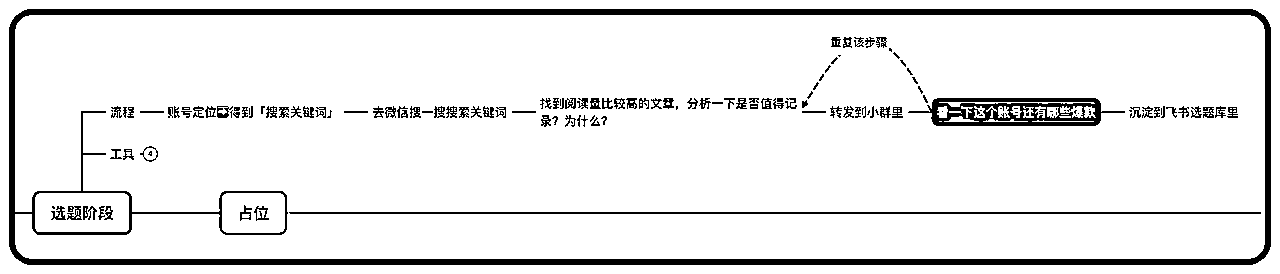 重复该步骤
流程
账号定位➡得到「搜索关键词」
去微信搜一搜搜索关键词
找到阅读量比较高的文章，分析一下是否值得记
录？为什么？
转发到小群里
看一下这个账号还有哪些爆款
沉淀到飞书选题库里
工具
4
选题阶段
占位